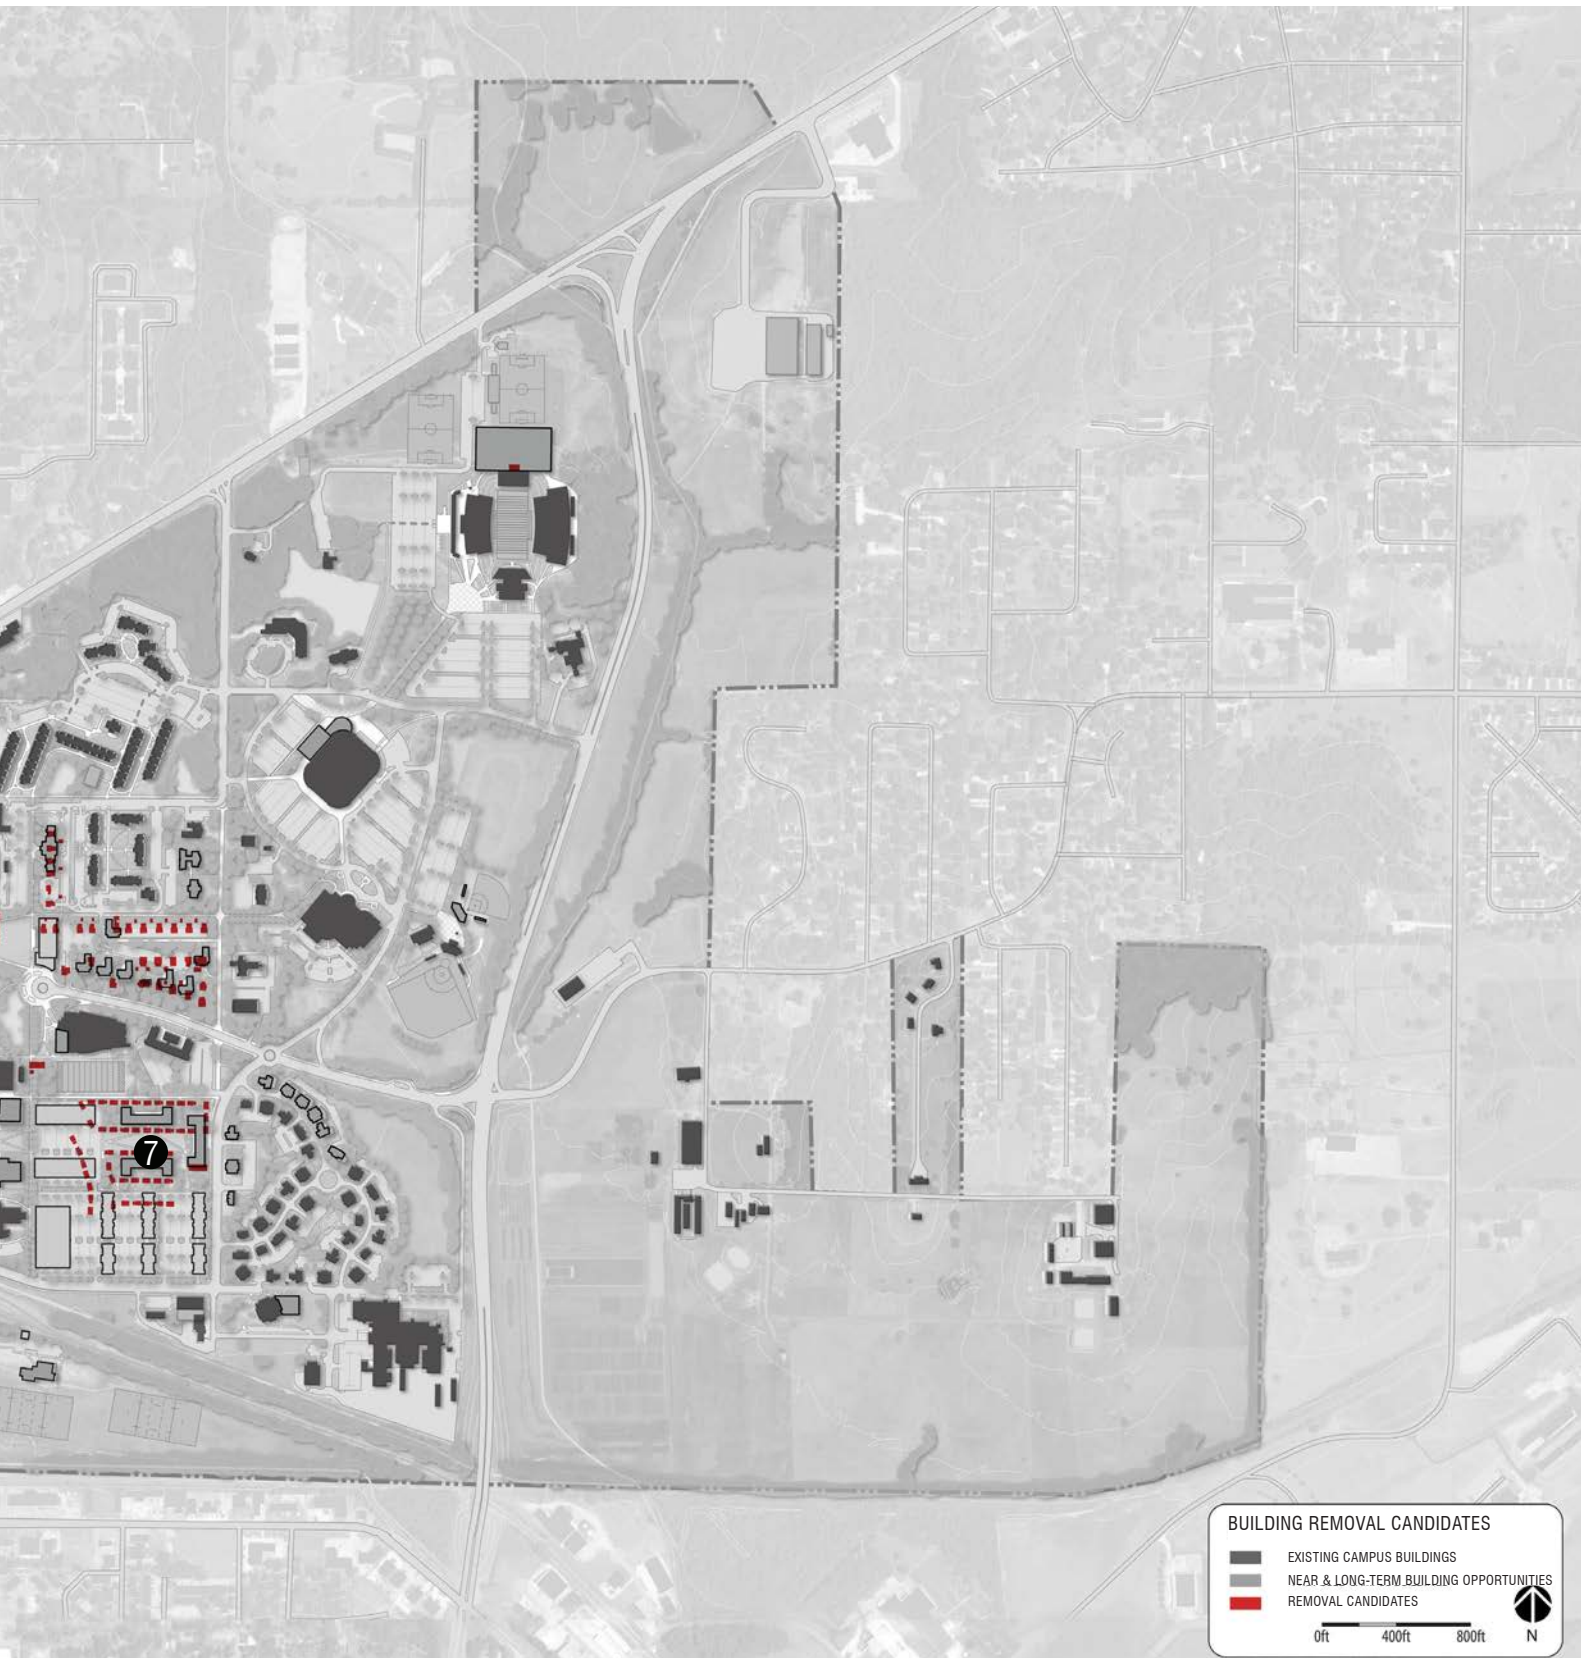 7
BUILDING REMOVAL CANDIDATES
EXISTING CAMPUS BUILDINGS
NEAR & LONG-TERM BUILDING OPPORTUNITIES
REMOVAL CANDIDATES
0ft 400ft 800ft N